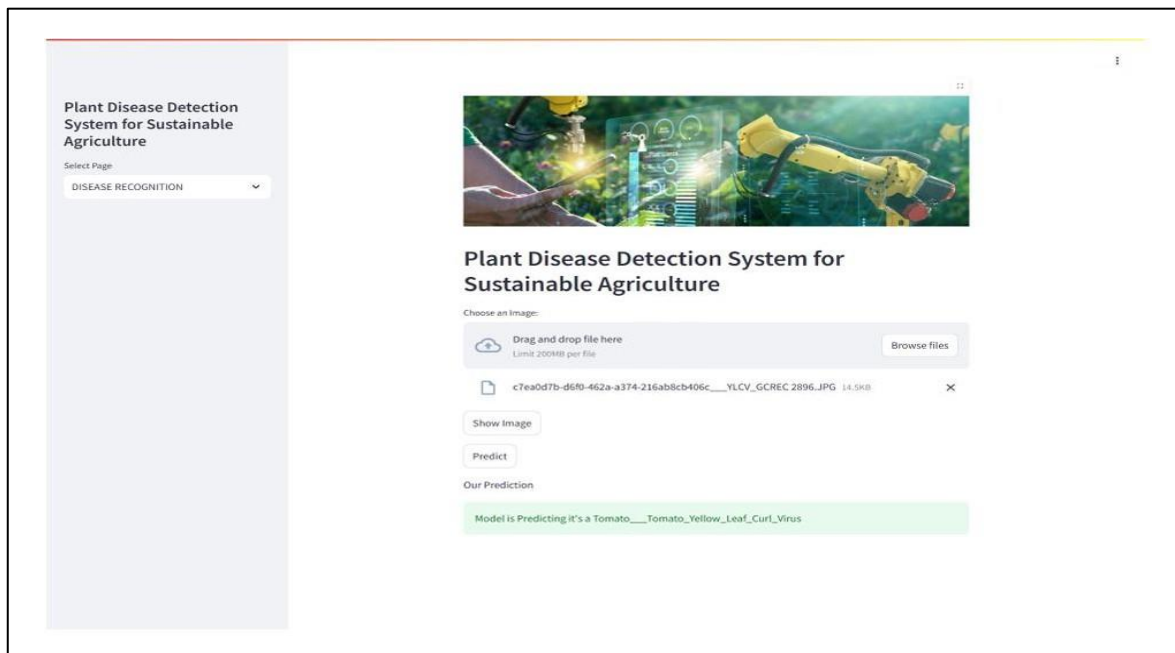 Plant Disease Detection
System for Sustainable
Agriculture
Select Page
DISEASE RECOGNITION
Plant Disease Detection System for
Sustainable Agriculture
Choose an Image:
Drag and drop file here
Limit 200MB per file
Browse files
c7ea0d7b-d6f0-462a-a374-216ab8cb406c___YLCV_GCREC 2896.JPG 14.5KB
Show Image
Predict
Our Prediction
Model is Predicting it's a Tomato___Tomato_Yellow_Leaf_Curl_Virus